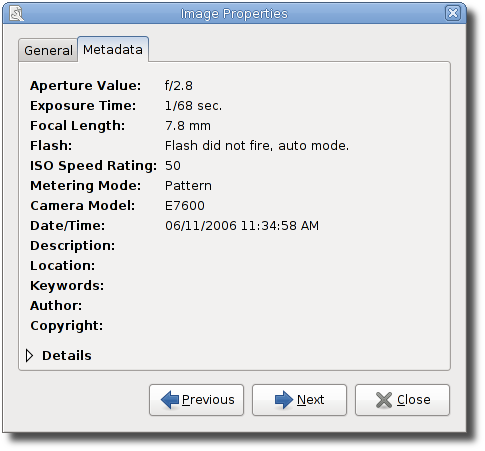 Image Properties
General Metadata
Aperture Value: f/2.8
Exposure Time: 1/68 sec.
Focal Length: 7.8 mm
Flash: Flash did not fire, auto mode.
ISO Speed Rating: 50
Metering Mode: Pattern
Camera Model: E7600
Date/Time: 06/11/2006 11:34:58 AM
Description:
Location:
Keywords:
Author:
Copyright:
Details
Previous Next Close